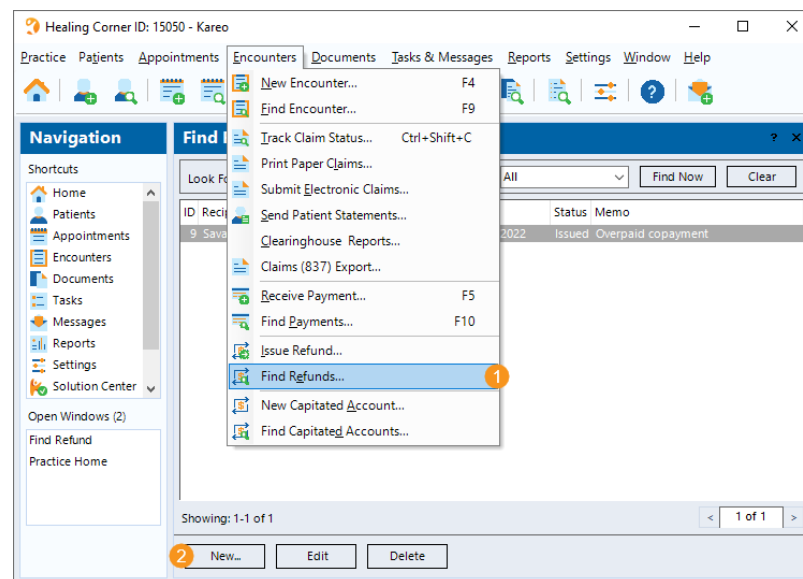 Healing Corner ID: 15050 - Kareo
Practice Patients Appointments Encounters Documents Tasks & Messages Reports Settings Window Help
New Encounter... F4
Find Encounter... F9
Track Claim Status... Ctrl+Shift+C
Print Paper Claims...
Submit Electronic Claims...
Send Patient Statements...
Clearinghouse Reports...
Claims (837) Export...
Receive Payment... F5
Find Payments... F10
Issue Refund...
Find Refunds... 1
New Capitated Account...
Find Capitated Accounts...
Navigation
Shortcuts
Home
Patients
Appointments
Encounters
Documents
Tasks
Messages
Reports
Settings
Solution Center
Open Windows (2)
Find Refund
Practice Home
Find
Look Fo All Find Now Clear
ID Recip Status Memo
9 Sava 2022 Issued Overpaid copayment
Showing: 1-1 of 1 < 1 of 1 >
2 New... Edit Delete